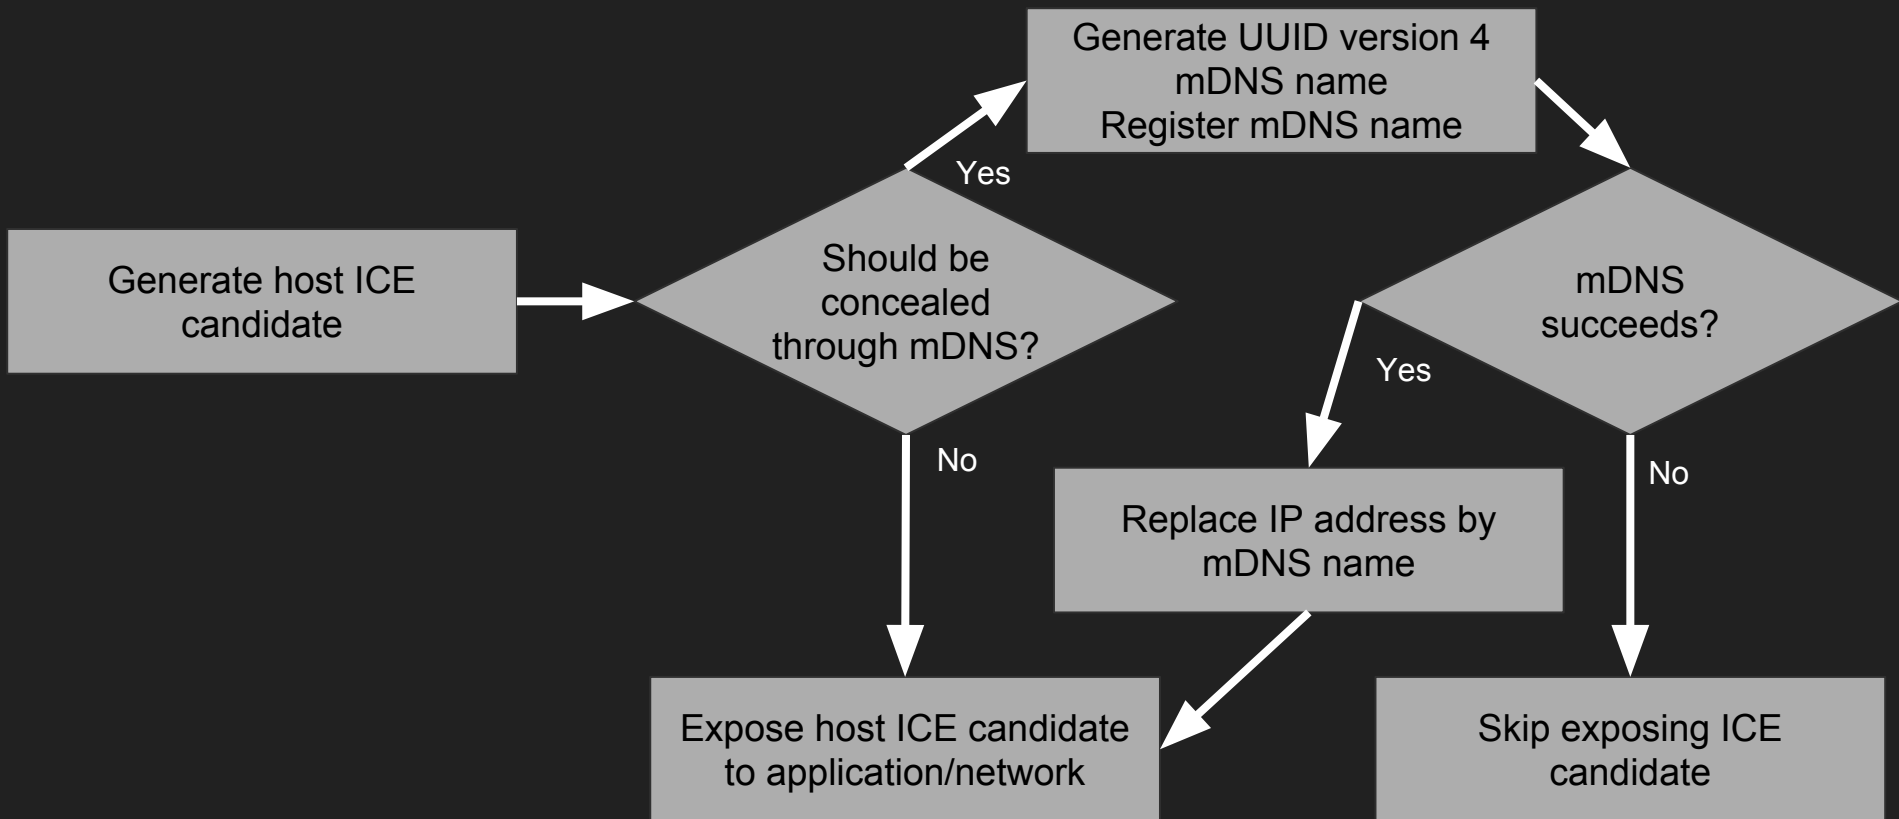 Generate UUID version 4
mDNS name
Register mDNS name
Yes
Generate host ICE
candidate
Should be
concealed
through mDNS?
mDNS
succeeds?
Yes
No
No
Replace IP address by
mDNS name
Expose host ICE candidate
to application/network
Skip exposing ICE
candidate